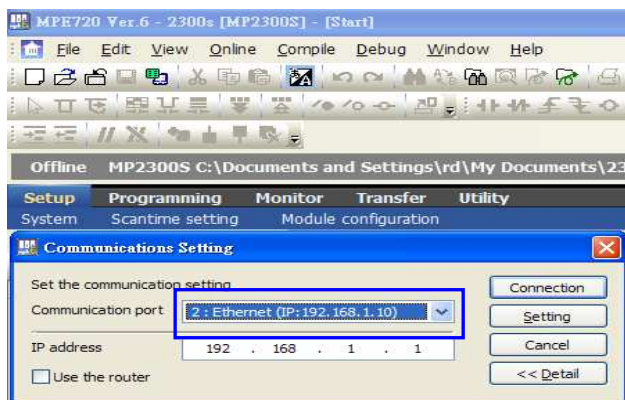 MPE720 Ver.6 - 2300s [MP2300S] - [Start]
File Edit View Online Compile Debug Window Help
Offline MP2300S C:\Documents and Settings\rd\My Documents\23
Setup Programming Monitor Transfer Utility
System Scantime setting Module configuration
Communications Setting
Set the communication setting
Connection
Communication port 2 : Ethernet (IP:192.168.1.10)
Setting
IP address 192 . 168 . 1 . 1
Cancel
Use the router
<< Detail